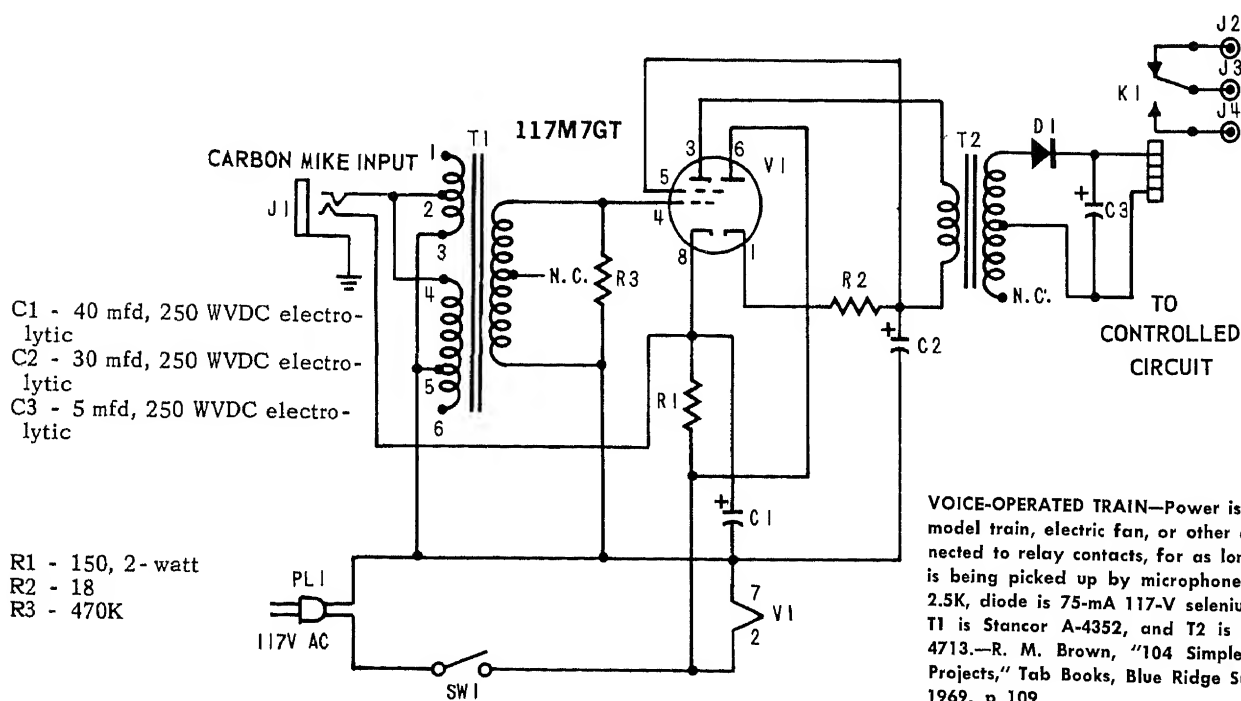 J2
J3
K1
J4
117M7GT
T1
CARBON MIKE INPUT
J1
1
2
3
4
5
6
N.C.
R3
3
6
5
4
V1
8
1
R2
T2
D1
+
C3
N.C.
TO
CONTROLLED
CIRCUIT
+
C2
R1
+
C1
C1 - 40 mfd, 250 WVDC electro-
lytic
C2 - 30 mfd, 250 WVDC electro-
lytic
C3 - 5 mfd, 250 WVDC electro-
lytic
R1 - 150, 2-watt
R2 - 18
R3 - 470K
PL1
117V AC
SW1
7
V1
2
VOICE-OPERATED TRAIN—Power is
model train, electric fan, or other
nected to relay contacts, for as
is being picked up by microphone
2.5K, diode is 75-mA 117-V
T1 is Stancor A-4352, and T2 is
4713.—R. M. Brown, "104 Simple
Projects," Tab Books, Blue Ridge
1969, p 109